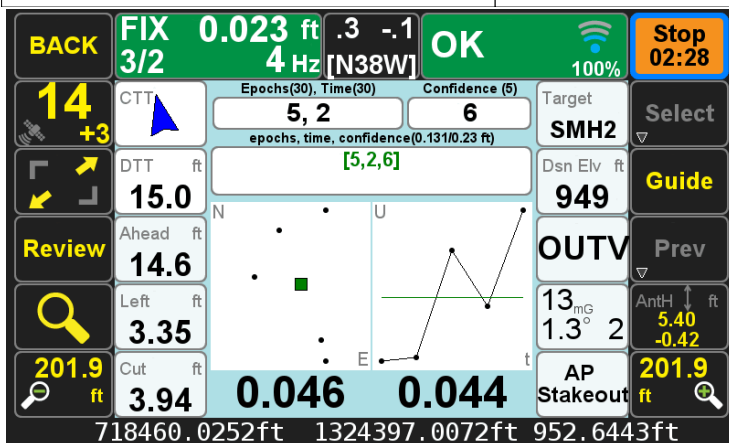 BACK
FIX 0.023 ft
3/2 4 Hz
.3 -.1
[N38W]
OK
100%
Stop
02:28
14
+3
CTT
Epochs(30), Time(30) Confidence (5)
5, 2 6
epochs, time, confidence(0.131/0.23 ft)
[5,2,6]
Target
SMH2
Select
DTT ft
15.0
Dsn Elv ft
949
Guide
Review
Ahead ft
14.6
N U
OUTV
Prev
Left ft
3.35
13mG
1.3° 2
AntH ft
5.40
-0.42
201.9
ft
Cut ft
3.94
E t
0.046 0.044
AP
Stakeout
201.9
ft
718460.0252ft 1324397.0072ft 952.6443ft